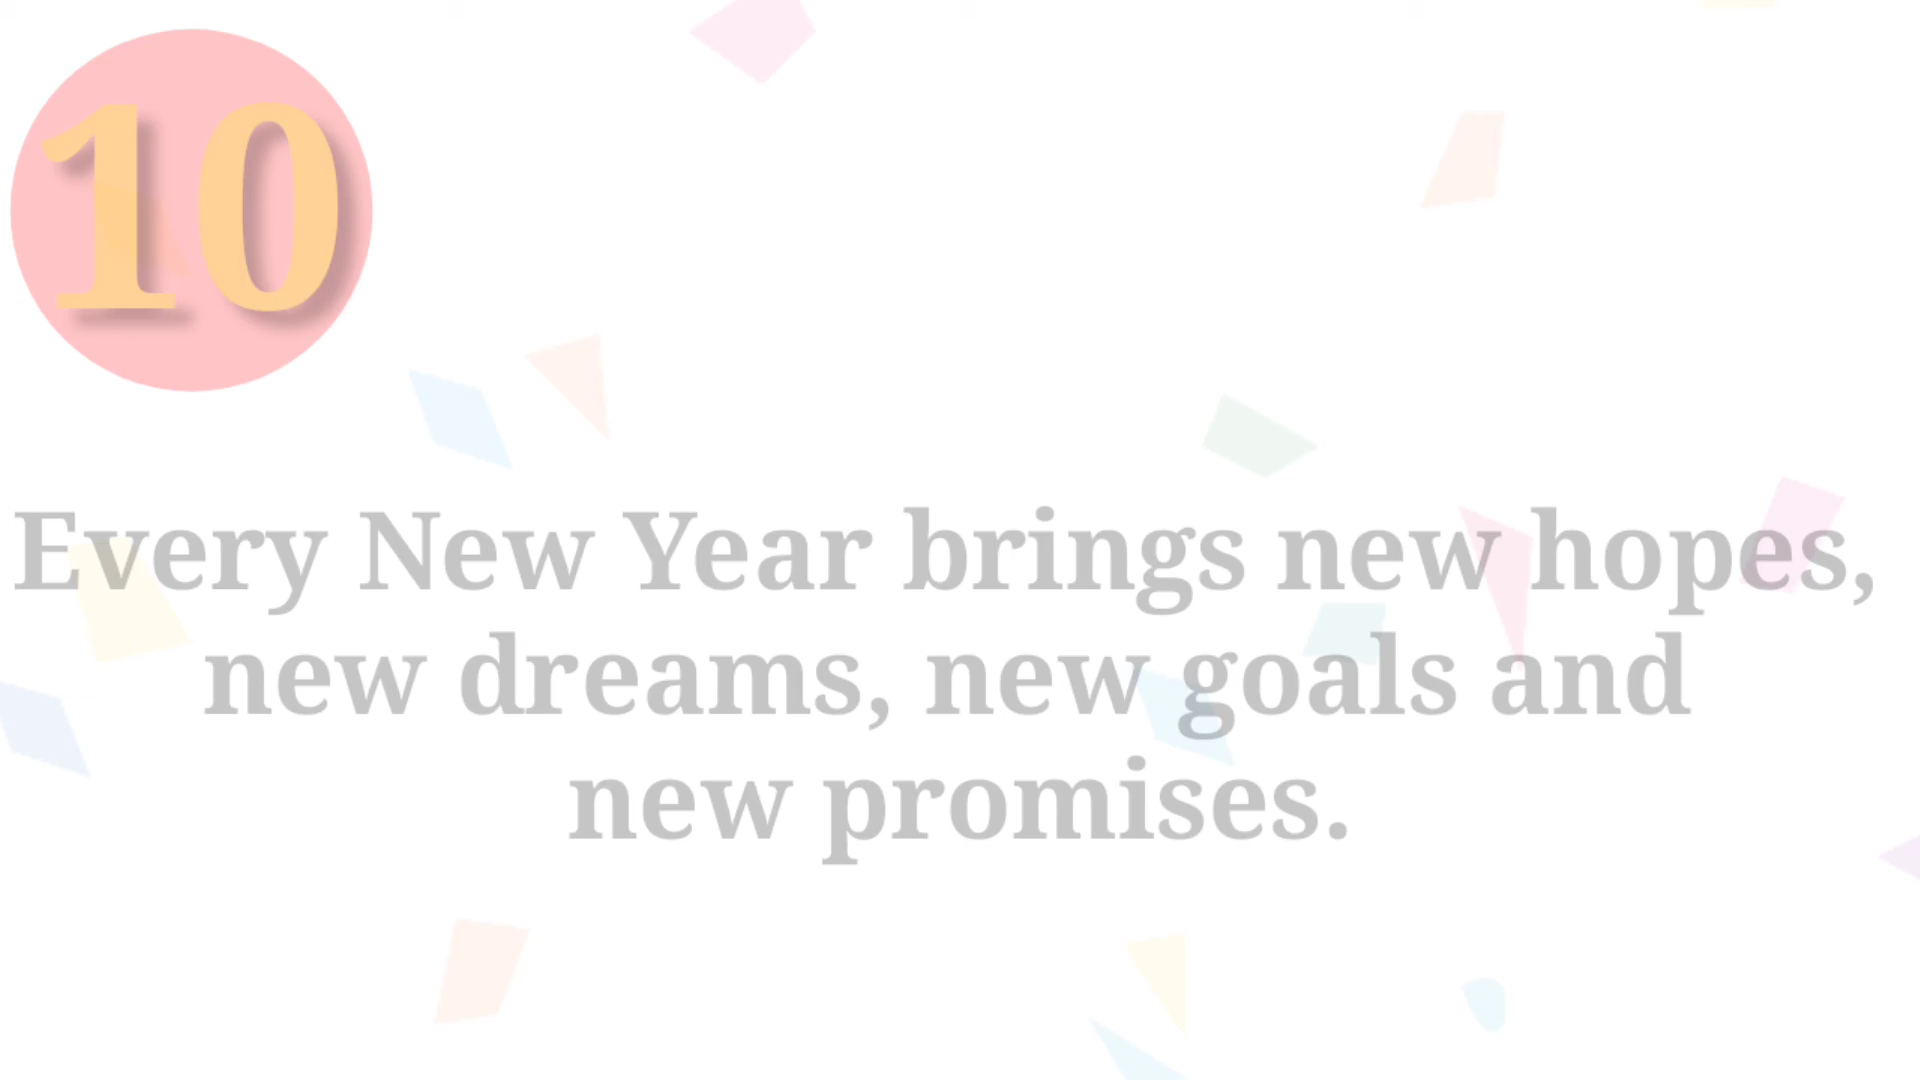 10
Every New Year brings new hopes,
new dreams, new goals and
new promises.